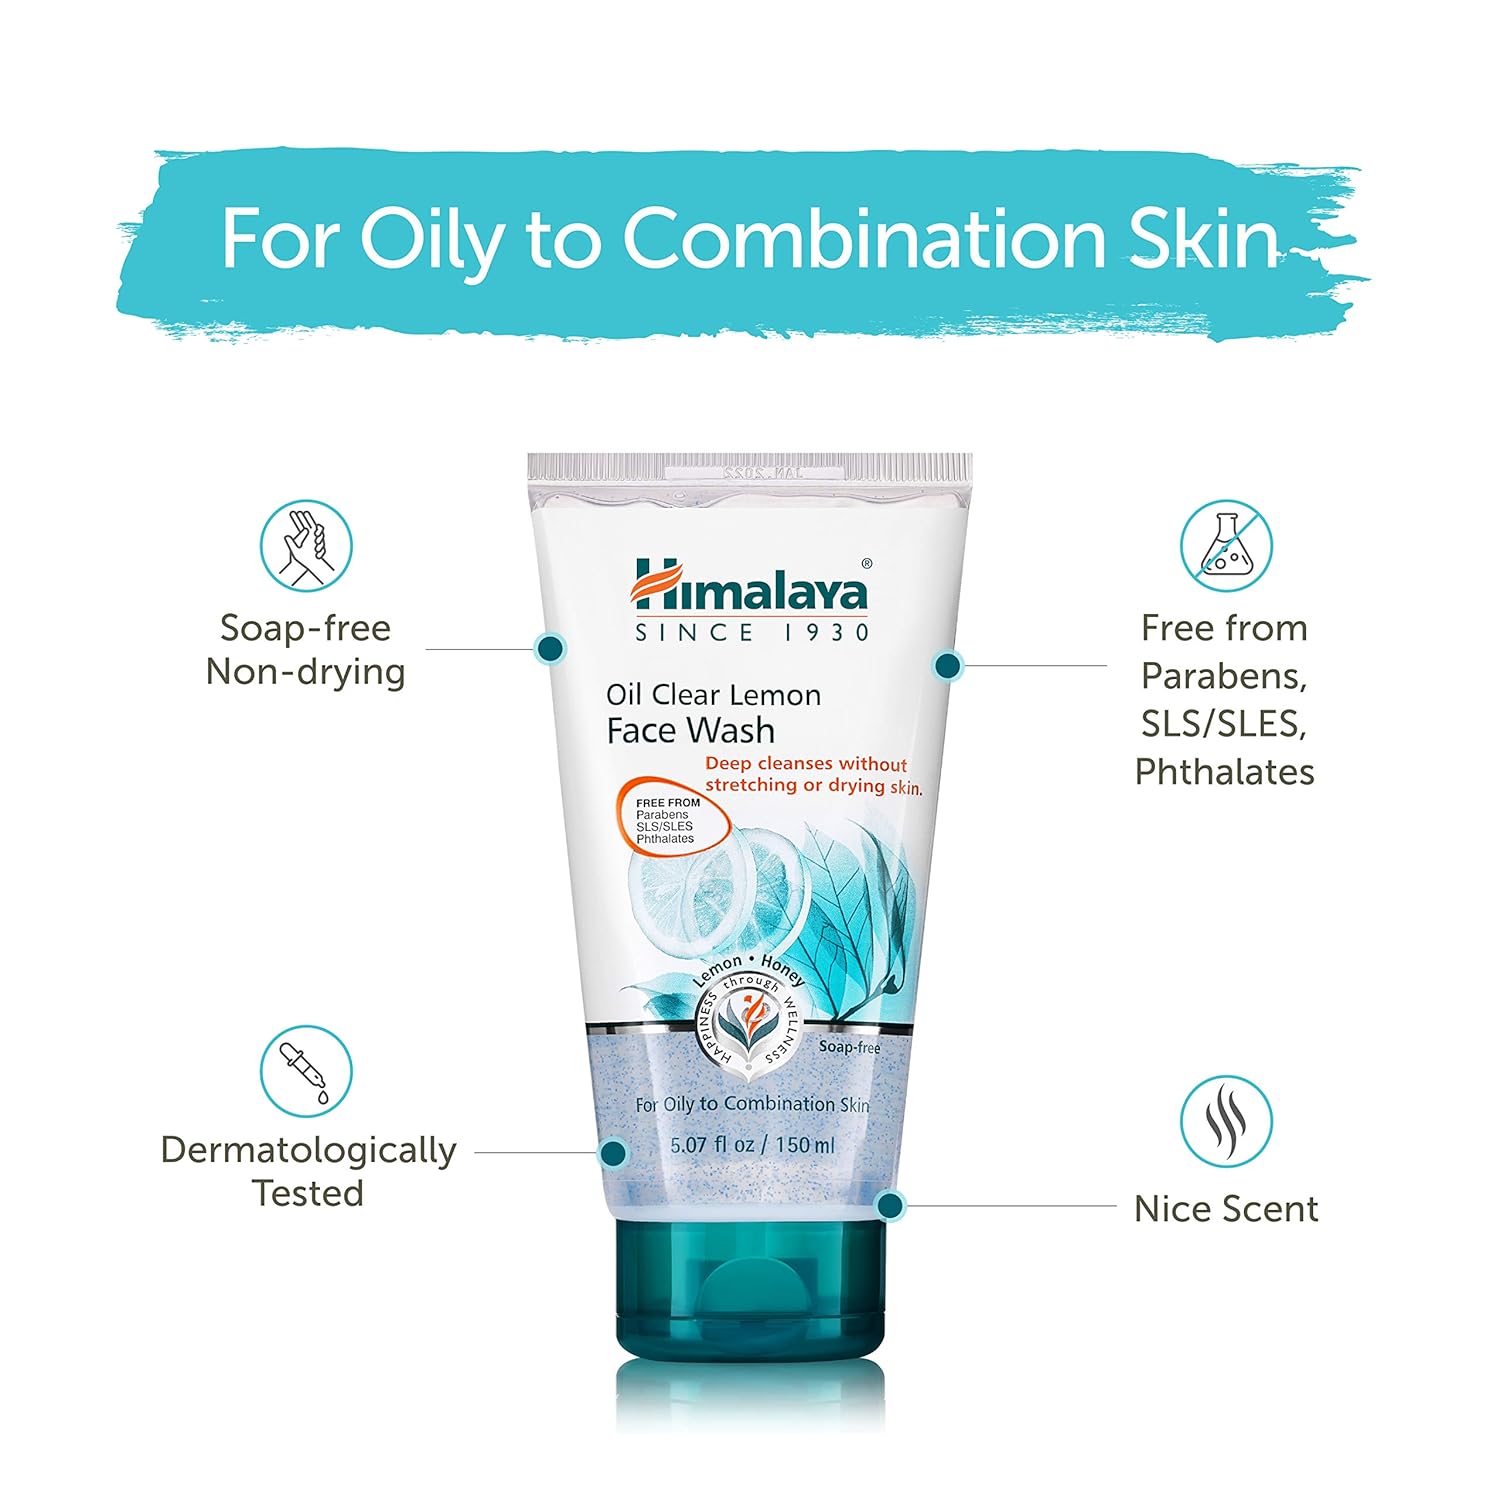 For Oily to Combination Skin
JAN.2022
Himalaya®
SINCE 1930
Oil Clear Lemon
Face Wash
Deep cleanses without
stretching or drying skin.
FREE FROM
Parabens
SLS/SLES
Phthalates
Lemon • Honey
HAPPINESS through WELLNESS
Soap-free
For Oily to Combination Skin
5.07 fl oz / 150 ml
Soap-free
Non-drying
Free from
Parabens,
SLS/SLES,
Phthalates
Dermatologically
Tested
Nice Scent